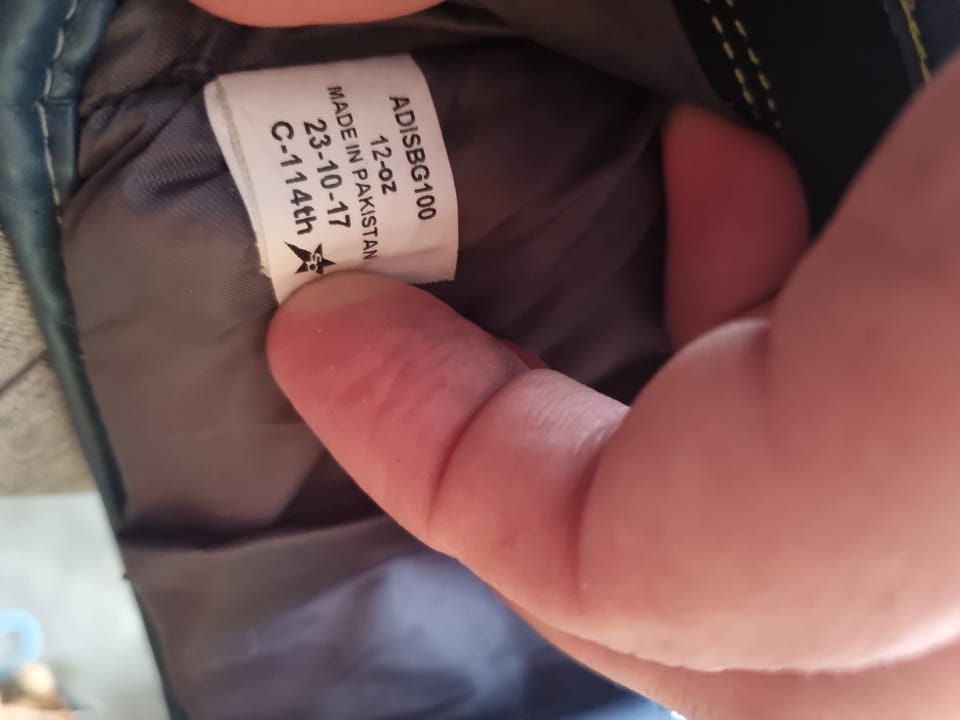 ADISBG100
12-oz
MADE IN PAKISTAN
23-10-17
C-114th